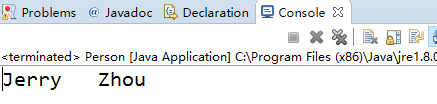 Problems @ Javadoc Declaration Console
<terminated> Person [Java Application] C:\Program Files (x86)\Java\jre1.8.0
Jerry   Zhou